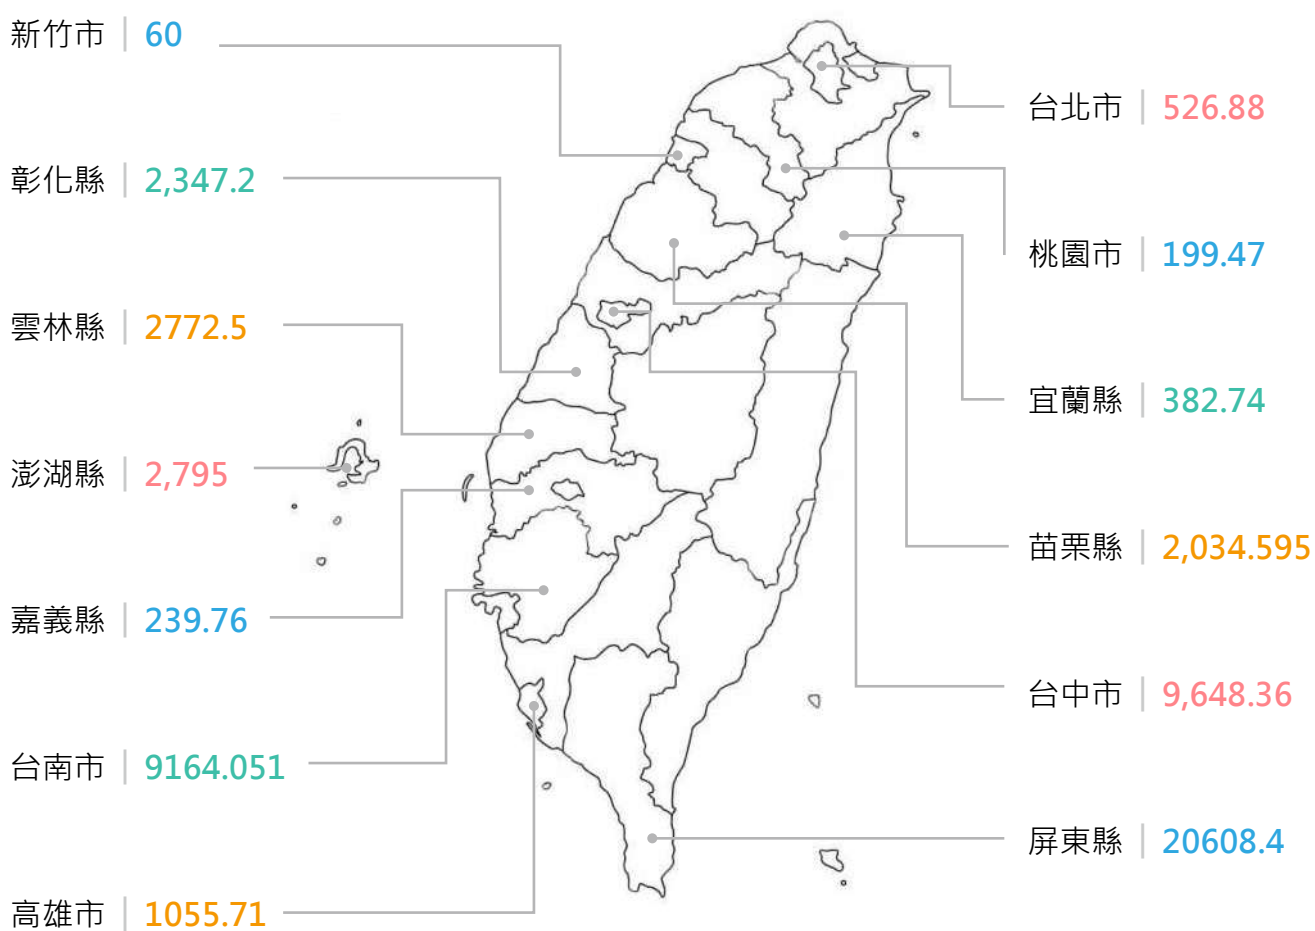 新竹市 | 60
彰化縣 | 2,347.2
雲林縣 | 2772.5
澎湖縣 | 2,795
嘉義縣 | 239.76
台南市 | 9164.051
高雄市 | 1055.71
台北市 | 526.88
桃園市 | 199.47
宜蘭縣 | 382.74
苗栗縣 | 2,034.595
台中市 | 9,648.36
屏東縣 | 20608.4